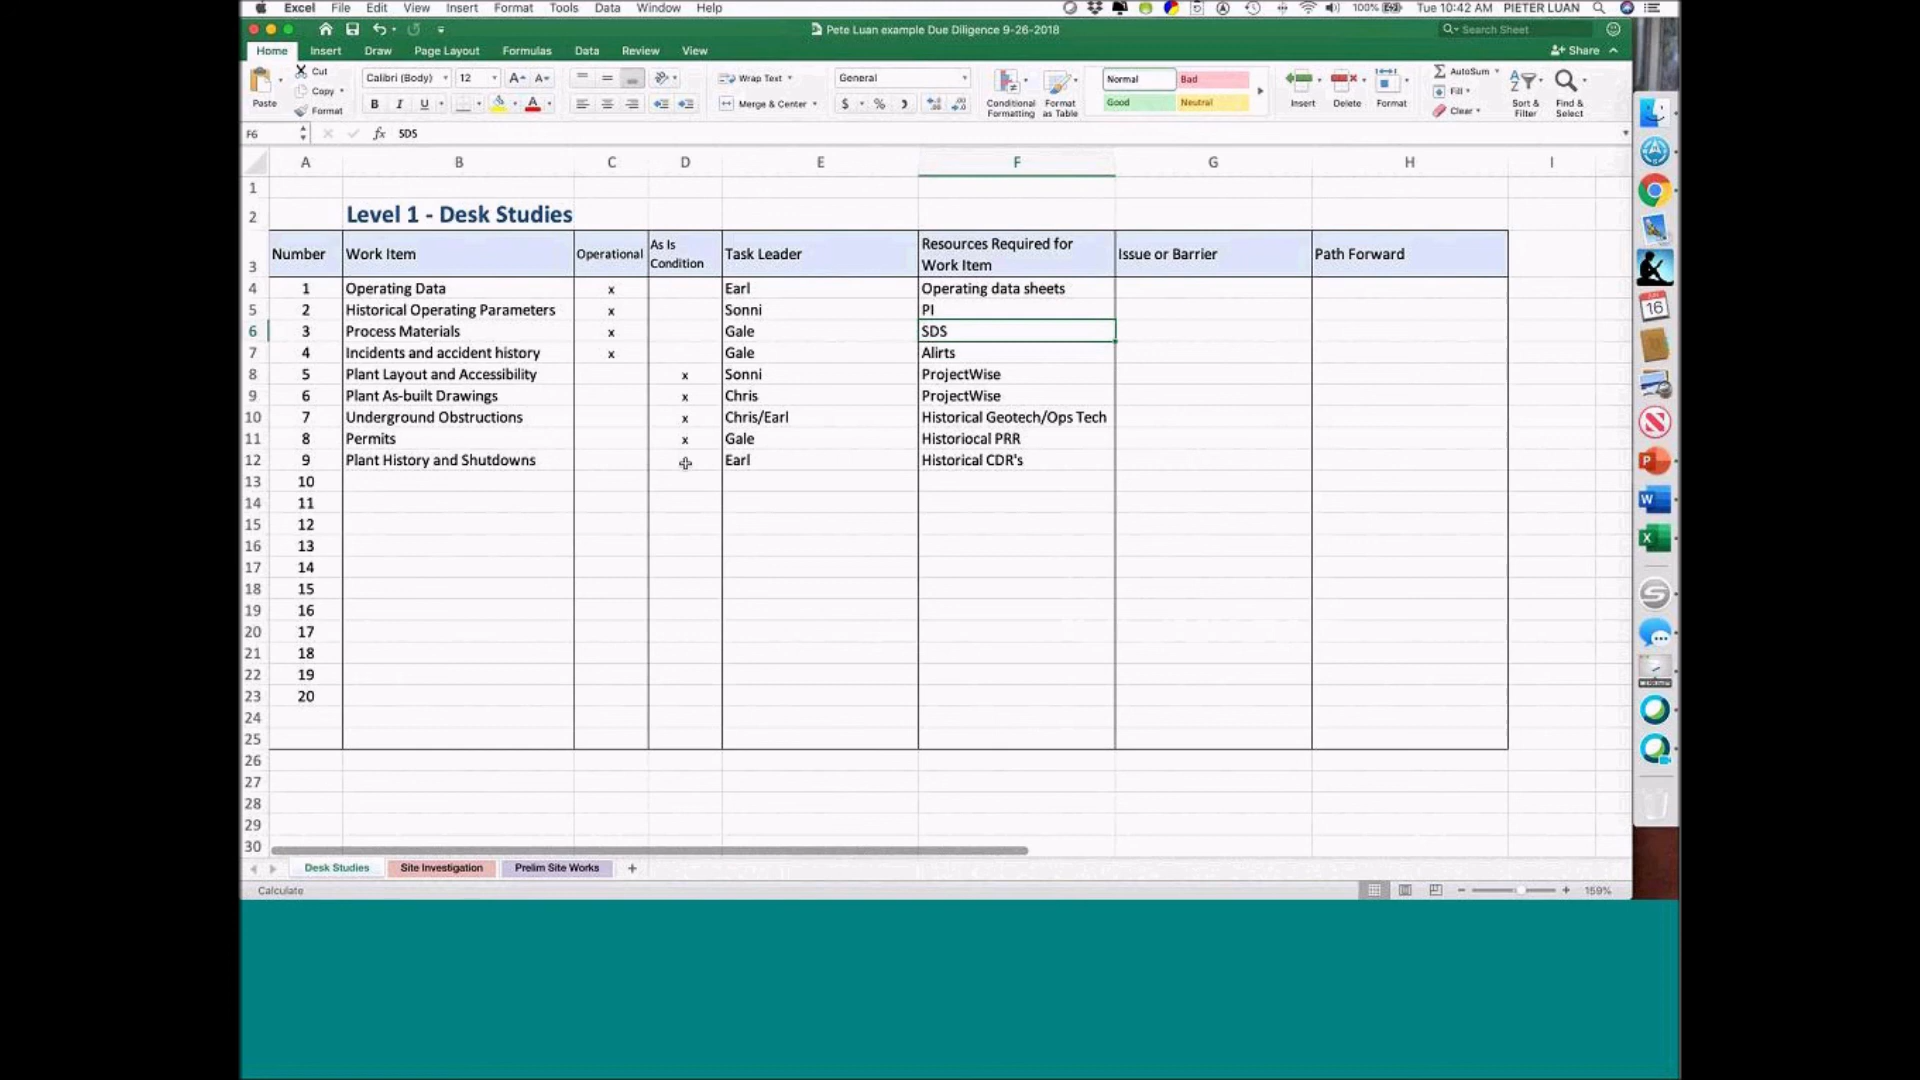 Excel File Edit View Insert Format Tools Data Window Help 100% Tue 10:42 AM PIETER LUAN
Pete Luan example Due Diligence 9-26-2018 Search Sheet
Home Insert Draw Page Layout Formulas Data Review View Share
Paste Cut Copy Format Calibri (Body) 12 A A B I U A Wrap Text Merge & Center General $ % Conditional Formatting Format as Table Normal Bad Good Neutral Insert Delete Format AutoSum Fill Clear Sort & Filter Find & Select
F6 fx SDS
A B C D E F G H I
1
2 Level 1 - Desk Studies
3 Number Work Item Operational As Is Condition Task Leader Resources Required for Work Item Issue or Barrier Path Forward
4 1 Operating Data x Earl Operating data sheets
5 2 Historical Operating Parameters x Sonni PI
6 3 Process Materials x Gale SDS
7 4 Incidents and accident history x Gale Alirts
8 5 Plant Layout and Accessibility x Sonni ProjectWise
9 6 Plant As-built Drawings x Chris ProjectWise
10 7 Underground Obstructions x Chris/Earl Historical Geotech/Ops Tech
11 8 Permits x Gale Historiocal PRR
12 9 Plant History and Shutdowns Earl Historical CDR's
13 10
14 11
15 12
16 13
17 14
18 15
19 16
20 17
21 18
22 19
23 20
24
25
26
27
28
29
30
Desk Studies Site Investigation Prelim Site Works +
Calculate 159%
16